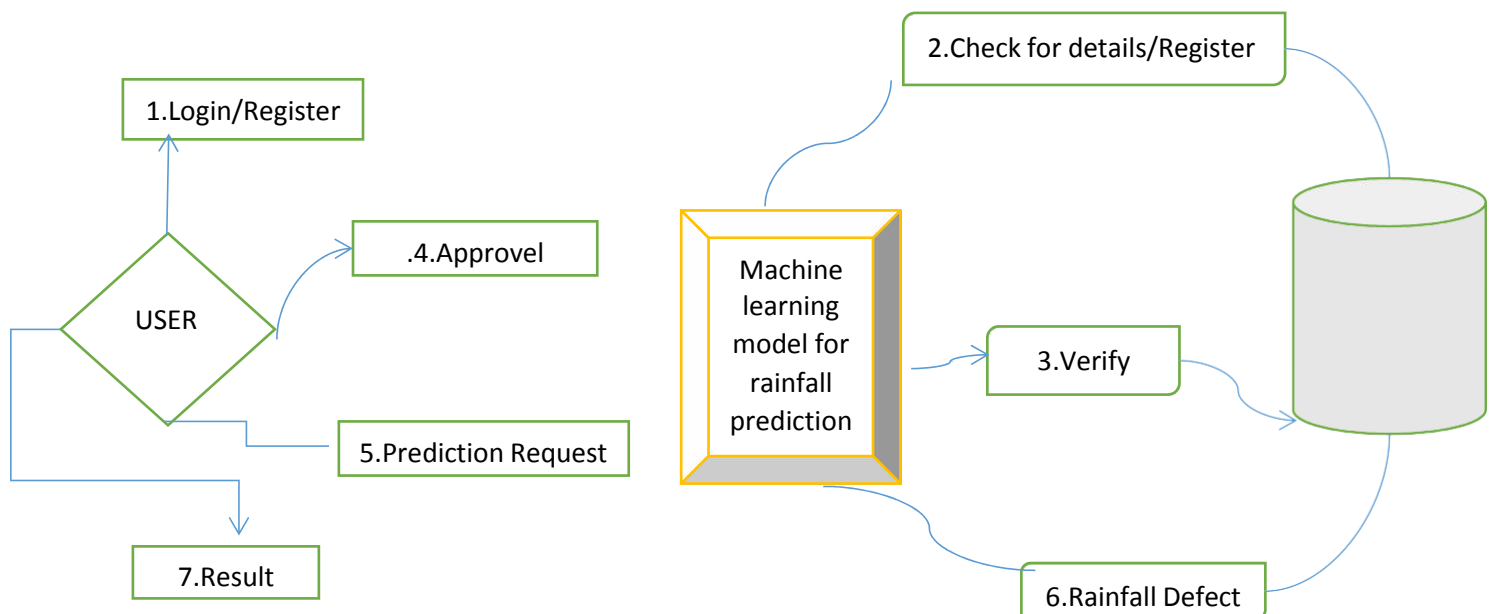 2.Check for details/Register
1.Login/Register
.4.Approvel
USER
Machine
learning
model for
rainfall
prediction
3.Verify
5.Prediction Request
7.Result
6.Rainfall Defect